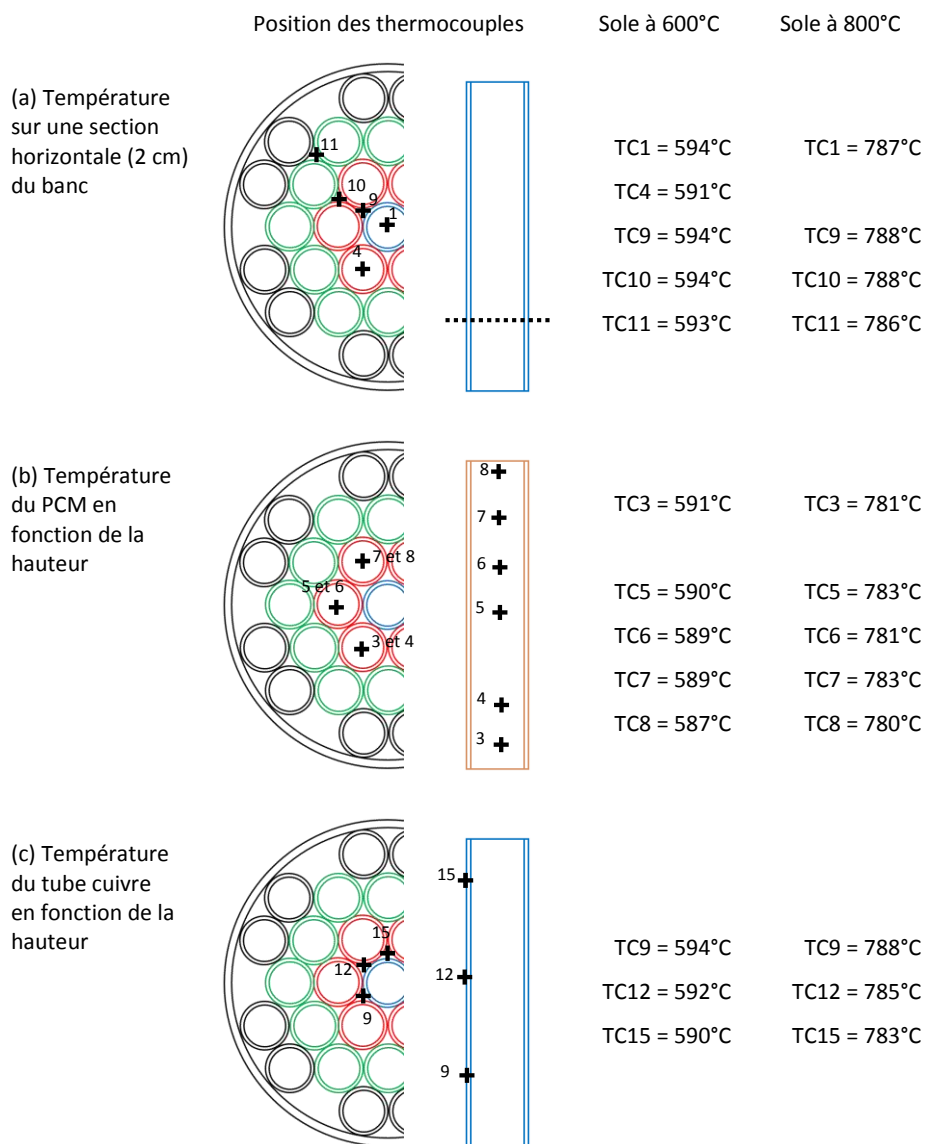 Position des thermocouples Sole à 600°C Sole à 800°C
(a) Température
sur une section
horizontale (2 cm)
du banc
11
10
9
1
4
TC1 = 594°C TC1 = 787°C
TC4 = 591°C
TC9 = 594°C TC9 = 788°C
TC10 = 594°C TC10 = 788°C
TC11 = 593°C TC11 = 786°C
(b) Température
du PCM en
fonction de la
hauteur
7 et 8
5 et 6
3 et 4
8
7
6
5
4
3
TC3 = 591°C TC3 = 781°C
TC5 = 590°C TC5 = 783°C
TC6 = 589°C TC6 = 781°C
TC7 = 589°C TC7 = 783°C
TC8 = 587°C TC8 = 780°C
(c) Température
du tube cuivre
en fonction de la
hauteur
15
12
9
15
12
9
TC9 = 594°C TC9 = 788°C
TC12 = 592°C TC12 = 785°C
TC15 = 590°C TC15 = 783°C